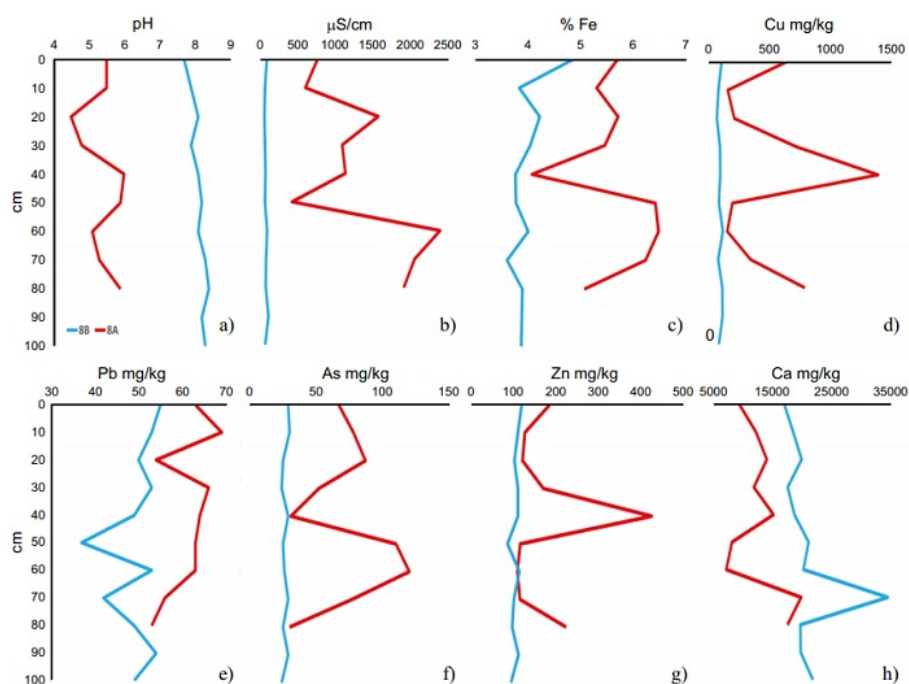 pH
4 5 6 7 8 9
μS/cm
0 500 1000 1500 2000 2500
% Fe
3 4 5 6 7
Cu mg/kg
0 500 1000 1400
0
10
20
30
40
50
60
70
80
90
100
cm
8B 8A
a)
b)
c)
0
d)
Pb mg/kg
30 40 50 60 70
As mg/kg
0 50 100 150
Zn mg/kg
0 100 200 300 400 500
Ca mg/kg
5000 15000 25000 35000
0
10
20
30
40
50
60
70
80
90
100
cm
e)
f)
g)
h)